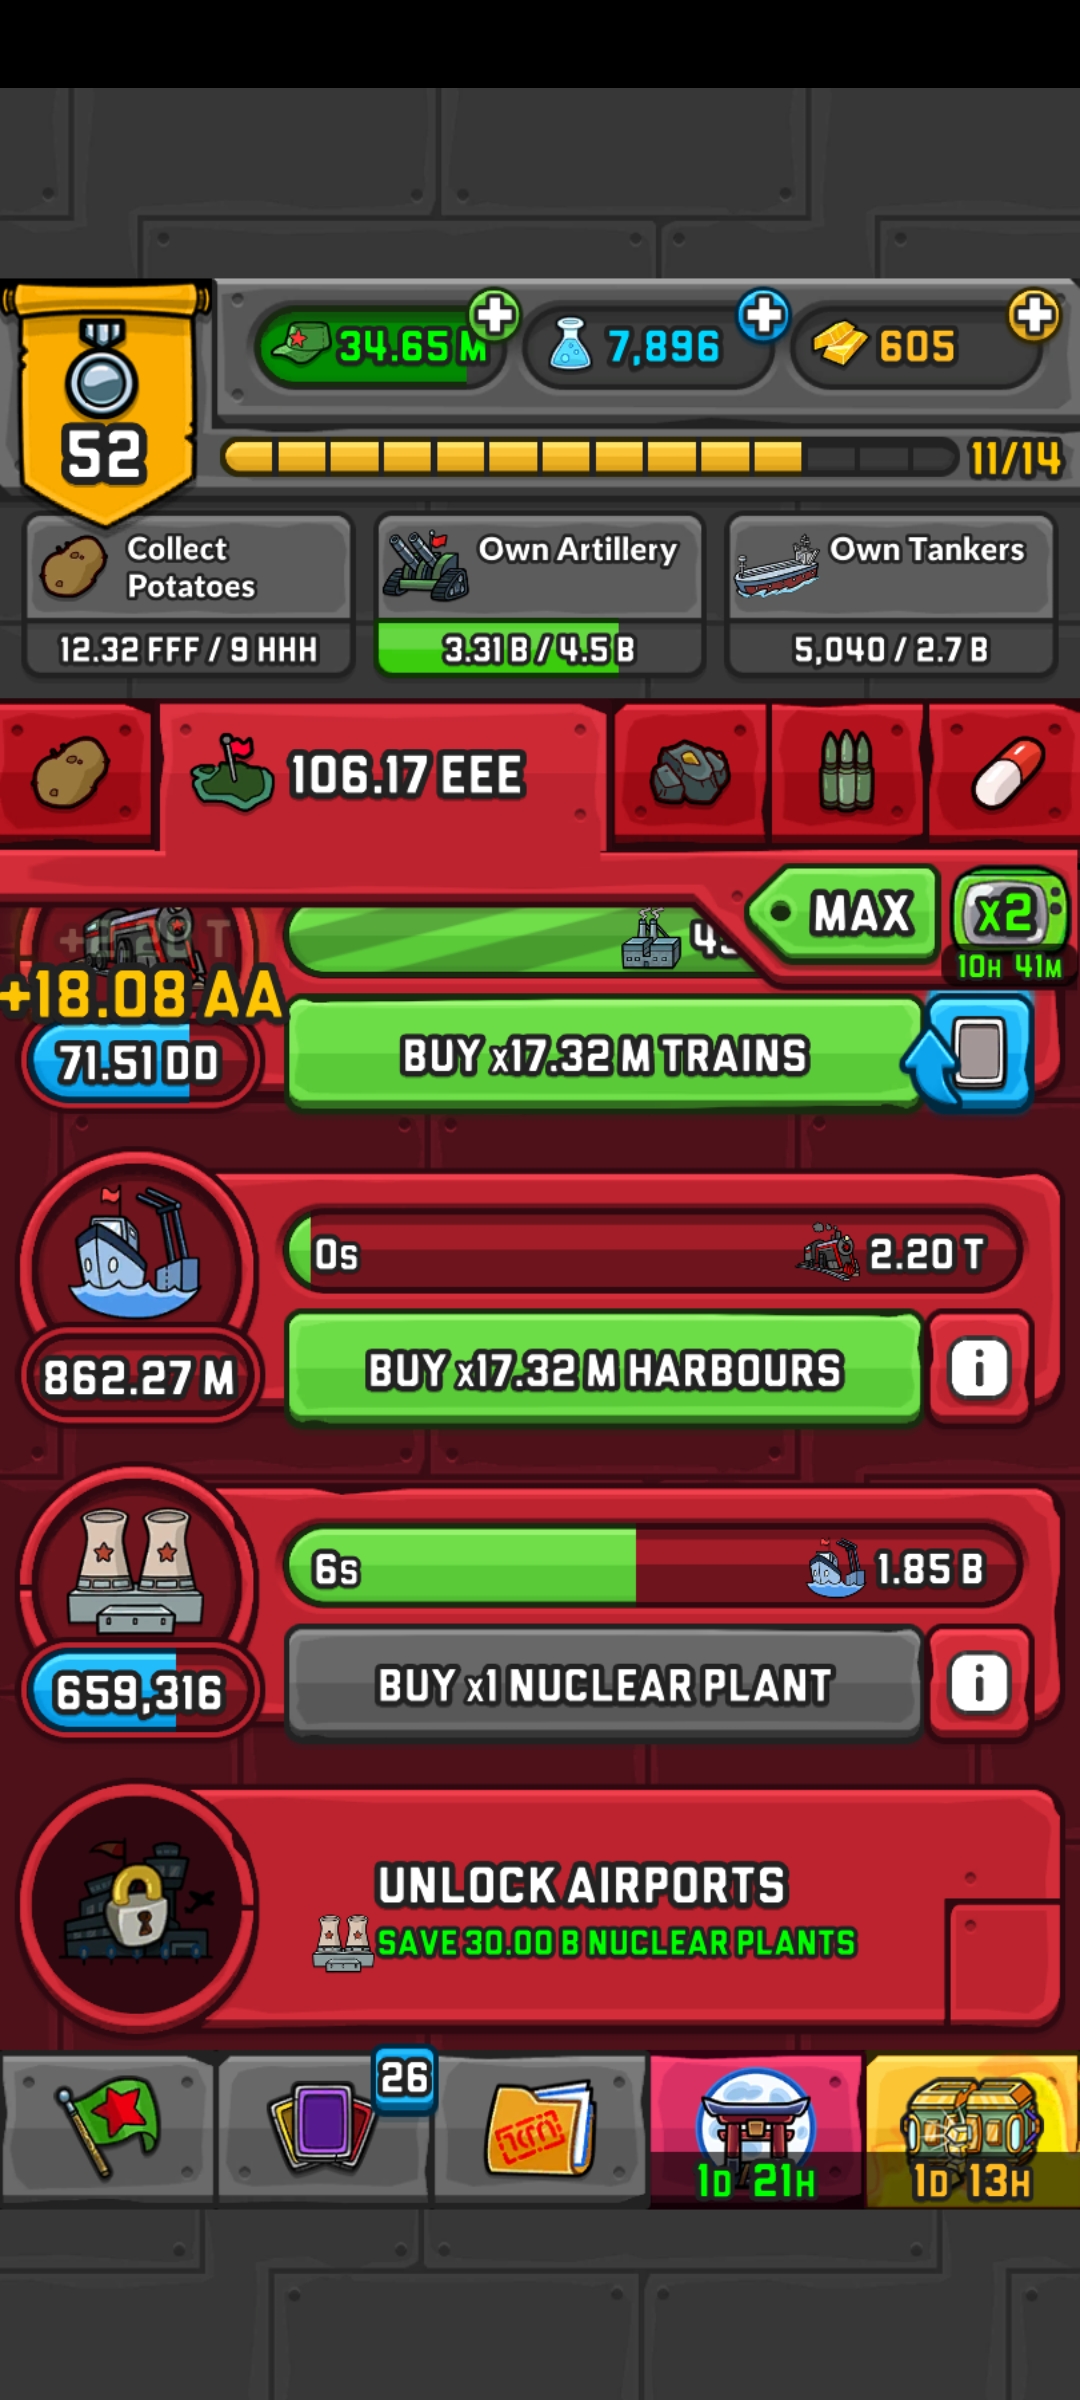 34.65 M
7,896
605
52
11/14
Collect
Potatoes
Own Artillery
Own Tankers
12.32 FFF / 9 HHH
3.31 B / 4.5 B
5,040 / 2.7 B
106.17 EEE
MAX
x2
10H 41M
+18.08 AA
71.51 DD
BUY x17.32 M TRAINS
0s
2.20 T
862.27 M
BUY x17.32 M HARBOURS
i
6s
1.85 B
659,316
BUY x1 NUCLEAR PLANT
i
UNLOCK AIRPORTS
SAVE 30.00 B NUCLEAR PLANTS
26
1D 21H
1D 13H